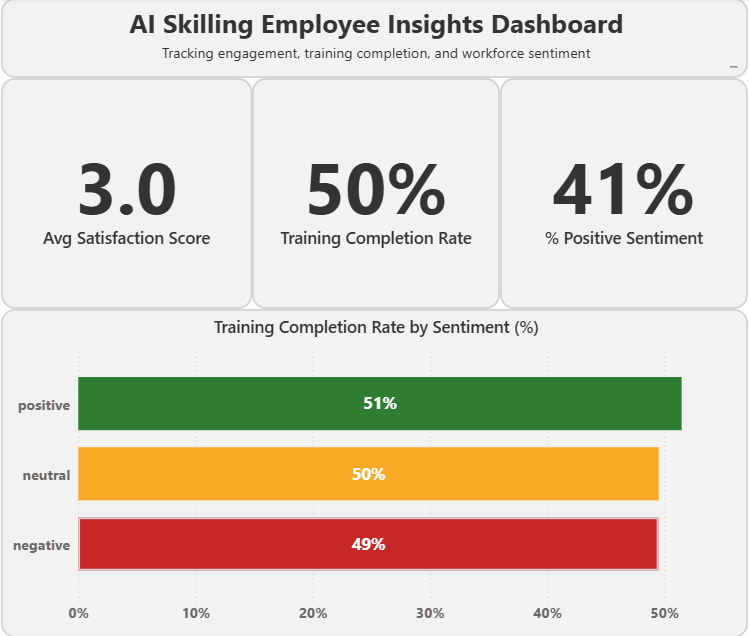 AI Skilling Employee Insights Dashboard
Tracking engagement, training completion, and workforce sentiment
3.0
Avg Satisfaction Score
50%
Training Completion Rate
41%
% Positive Sentiment
Training Completion Rate by Sentiment (%)
positive 51%
neutral 50%
negative 49%
0% 10% 20% 30% 40% 50%